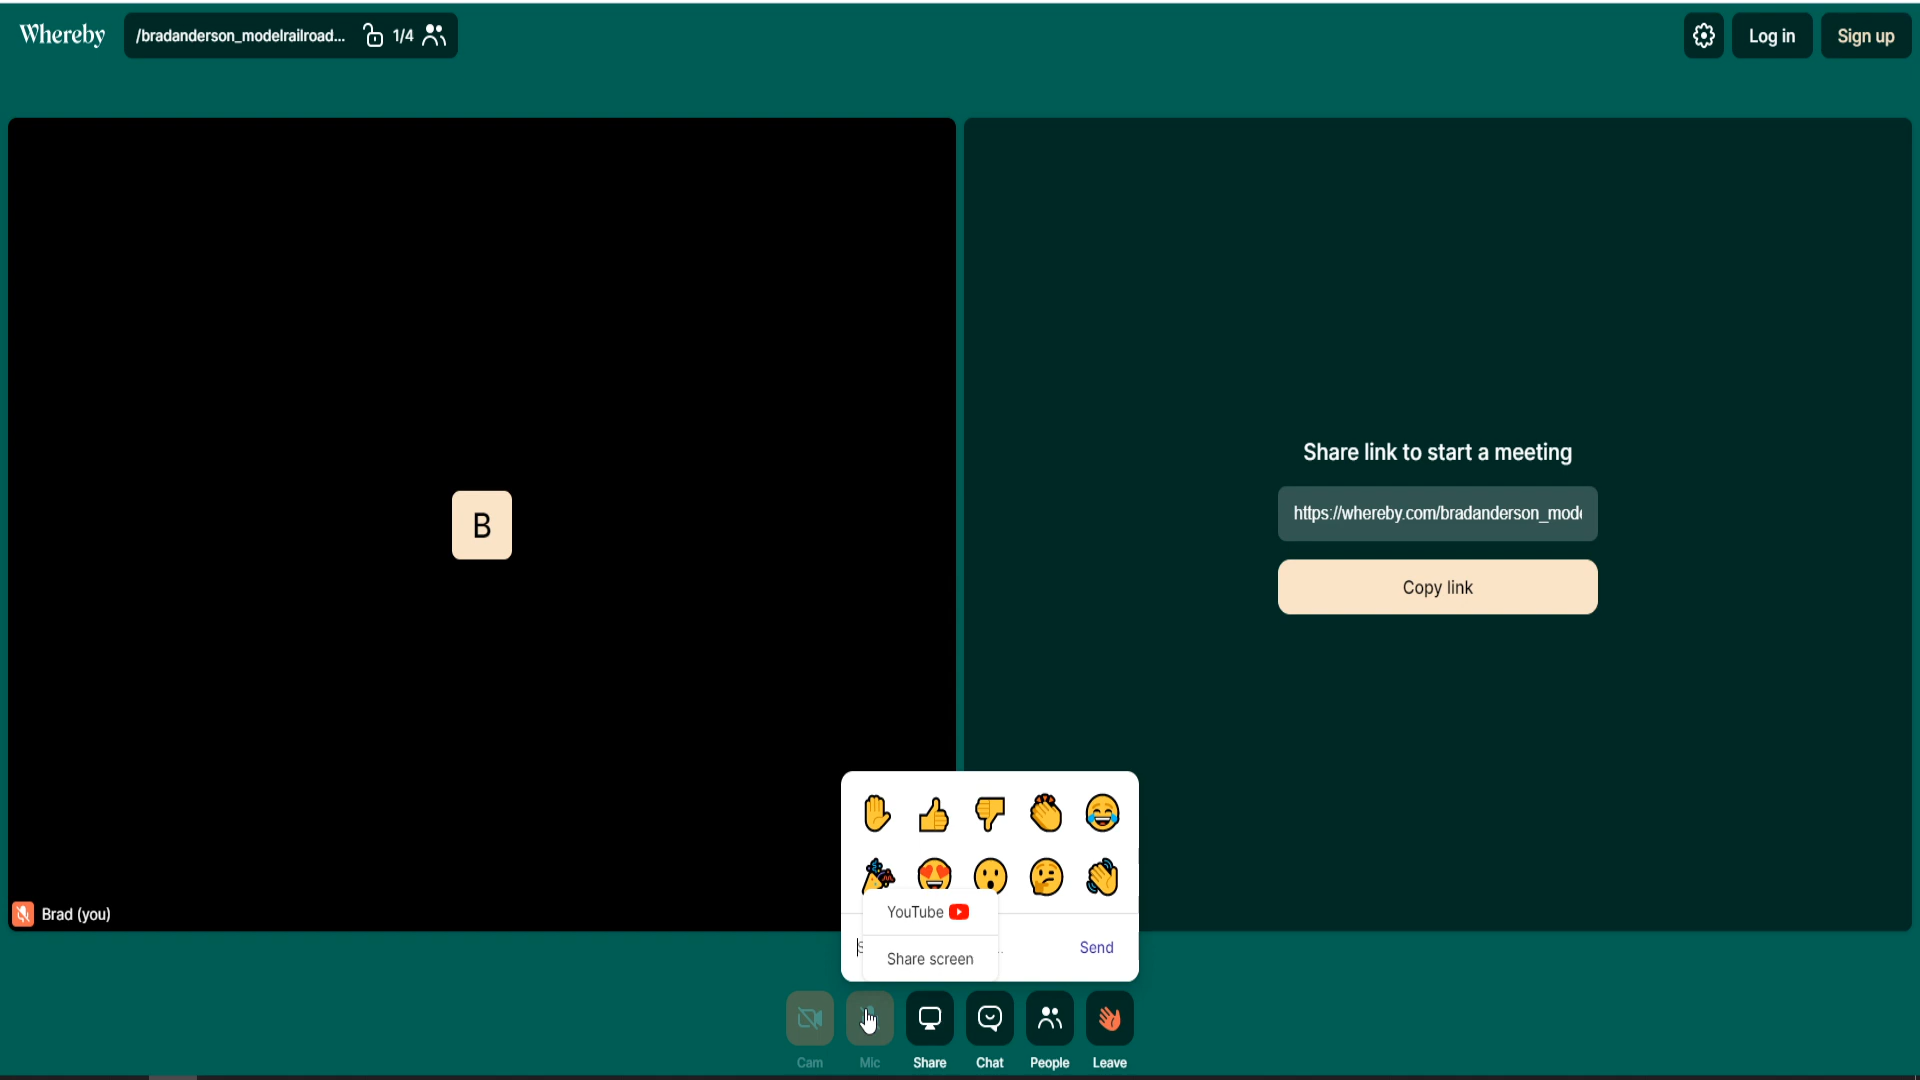 Whereby
/bradanderson_modelrailroad... 1/4
Log in
Sign up
Share link to start a meeting
https://whereby.com/bradanderson_mod
Copy link
B
Brad (you)
YouTube
Share screen
Send
Cam
Mic
Share
Chat
People
Leave